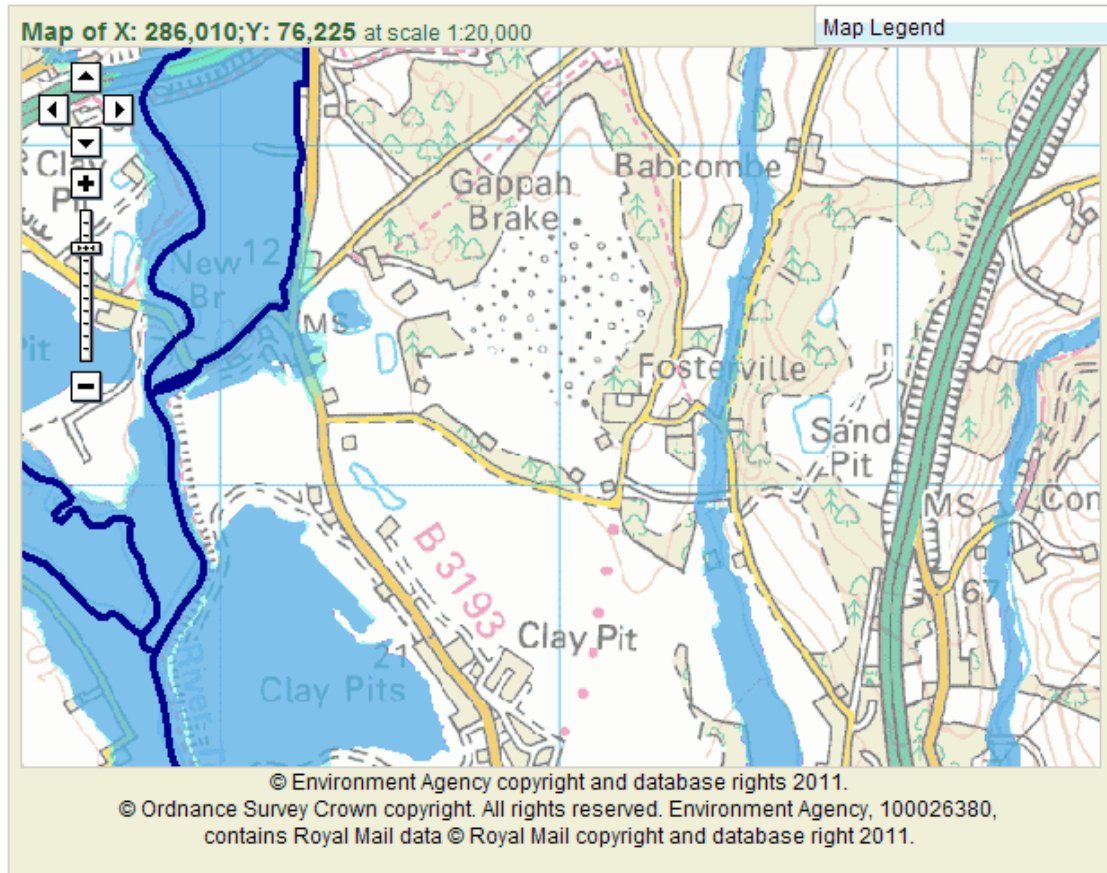 Map of X: 286,010;Y: 76,225 at scale 1:20,000
Map Legend
Clay
Babcombe
Gappah
Brake
New
Br
12
MS
Pit
Fosterville
Sand
Pit
MS
Con
67
B 3193
Clay Pit
21
Clay Pits
River
10
© Environment Agency copyright and database rights 2011.
© Ordnance Survey Crown copyright. All rights reserved. Environment Agency, 100026380,
contains Royal Mail data © Royal Mail copyright and database right 2011.